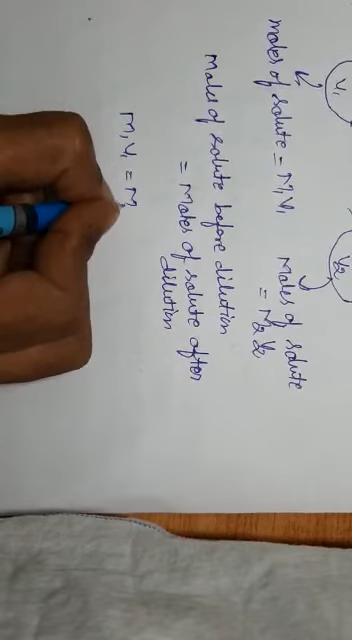 V₁
V₂
moles of solute = M₁V₁
Moles of solute
= M₂V₂
Moles of solute before dilution
= Moles of solute after
dilution
M₁V₁ = M